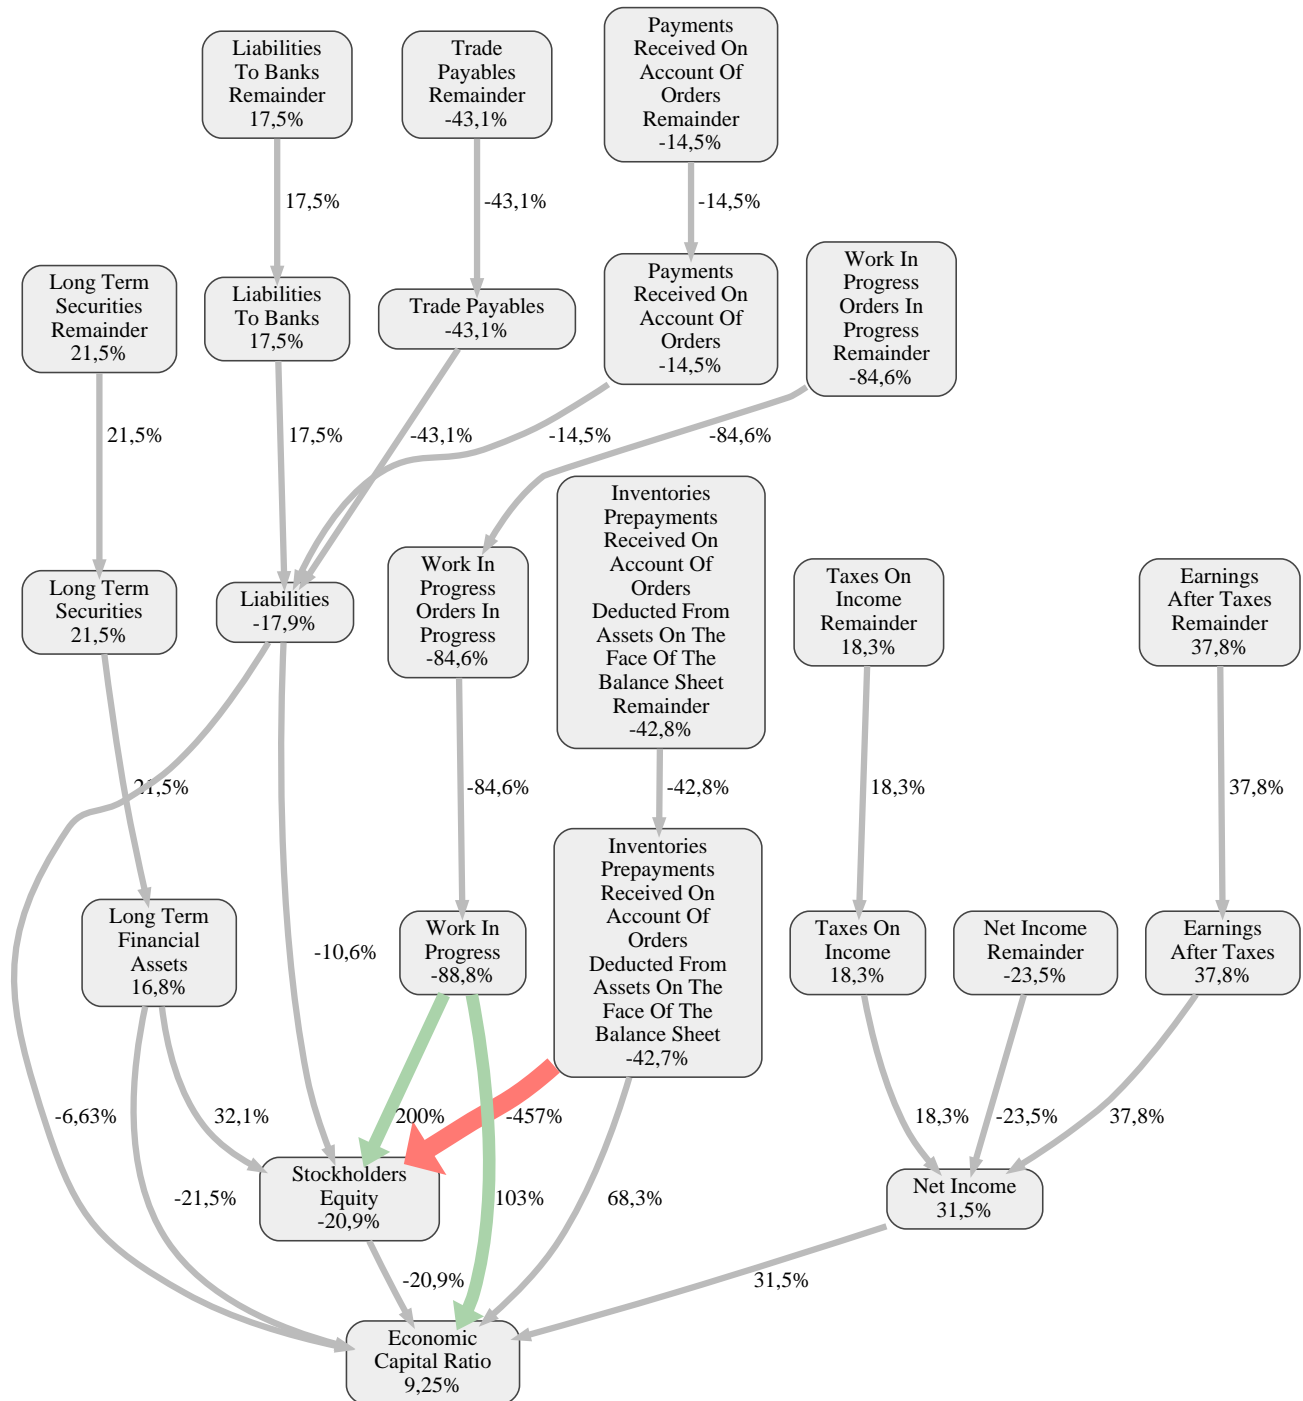 Liabilities
To Banks
Remainder
17,5%
Trade
Payables
Remainder
-43,1%
Payments
Received On
Account Of
Orders
Remainder
-14,5%
17,5%
-43,1%
-14,5%
Long Term
Securities
Remainder
21,5%
Liabilities
To Banks
17,5%
Trade Payables
-43,1%
Payments
Received On
Account Of
Orders
-14,5%
Work In
Progress
Orders In
Progress
Remainder
-84,6%
21,5%
17,5%
-43,1%
-14,5%
-84,6%
Long Term
Securities
21,5%
Liabilities
-17,9%
Work In
Progress
Orders In
Progress
-84,6%
Inventories
Prepayments
Received On
Account Of
Orders
Deducted From
Assets On The
Face Of The
Balance Sheet
Remainder
-42,8%
Taxes On
Income
Remainder
18,3%
Earnings
After Taxes
Remainder
37,8%
21,5%
-84,6%
-42,8%
18,3%
37,8%
Long Term
Financial
Assets
16,8%
-10,6%
Work In
Progress
-88,8%
Inventories
Prepayments
Received On
Account Of
Orders
Deducted From
Assets On The
Face Of The
Balance Sheet
-42,7%
Taxes On
Income
18,3%
Net Income
Remainder
-23,5%
Earnings
After Taxes
37,8%
-6,63%
32,1%
200%
-457%
18,3%
-23,5%
37,8%
-21,5%
Stockholders
Equity
-20,9%
103%
68,3%
Net Income
31,5%
-20,9%
31,5%
Economic
Capital Ratio
9,25%